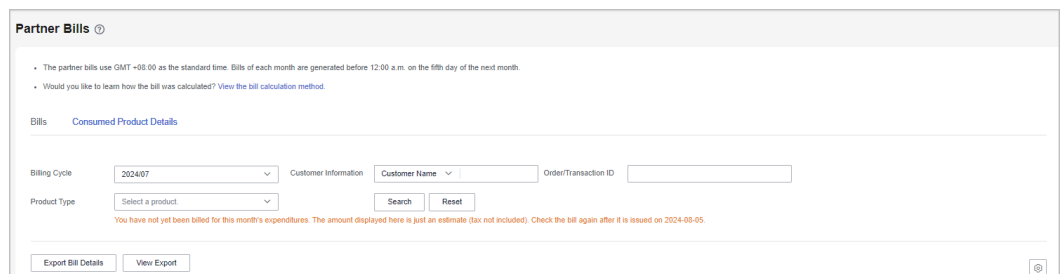 Partner Bills ?
• The partner bills use GMT +08:00 as the standard time. Bills of each month are generated before 12:00 a.m. on the fifth day of the next month.
• Would you like to learn how the bill was calculated? View the bill calculation method.
Bills Consumed Product Details
Billing Cycle 2024/07 Customer Information Customer Name Order/Transaction ID
Product Type Select a product. Search Reset
You have not yet been billed for this month's expenditures. The amount displayed here is just an estimate (tax not included). Check the bill again after it is issued on 2024-08-05.
Export Bill Details View Export